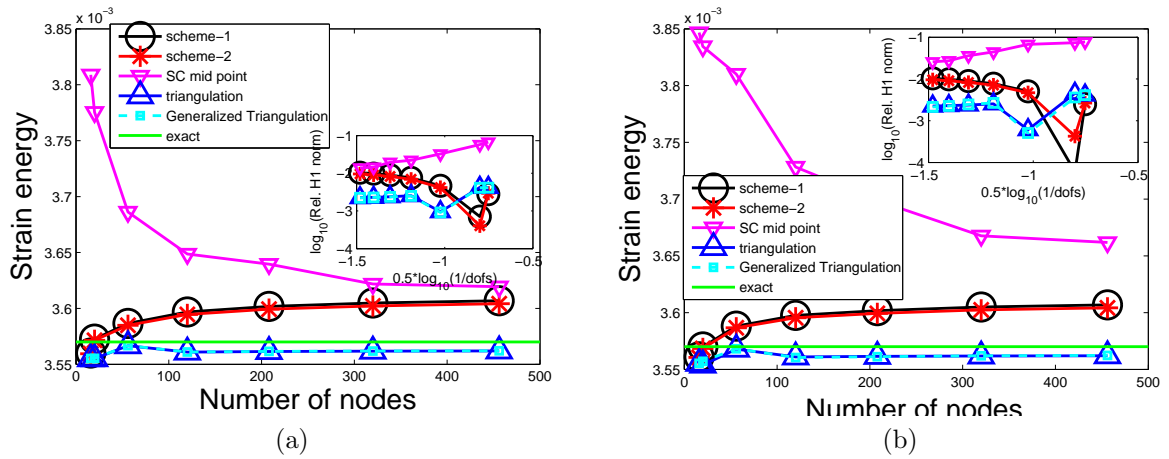 x 10⁻³
3.85
3.8
3.75
3.7
3.65
3.6
3.55
Strain energy
0
100
200
300
400
500
Number of nodes
scheme−1
scheme−2
SC mid point
triangulation
Generalized Triangulation
exact
log₁₀(Rel. H1 norm)
−1
−2
−3
−4
−1.5
−1
−0.5
0.5*log₁₀(1/dofs)
(a)
x 10⁻³
3.85
3.8
3.75
3.7
3.65
3.6
3.55
Strain energy
0
100
200
300
400
500
Number of nodes
log₁₀(Rel. H1 norm)
−1
−2
−3
−4
−1.5
−1
−0.5
0.5*log₁₀(1/dofs)
scheme−1
scheme−2
SC mid point
triangulation
Generalized Triangulation
exact
(b)